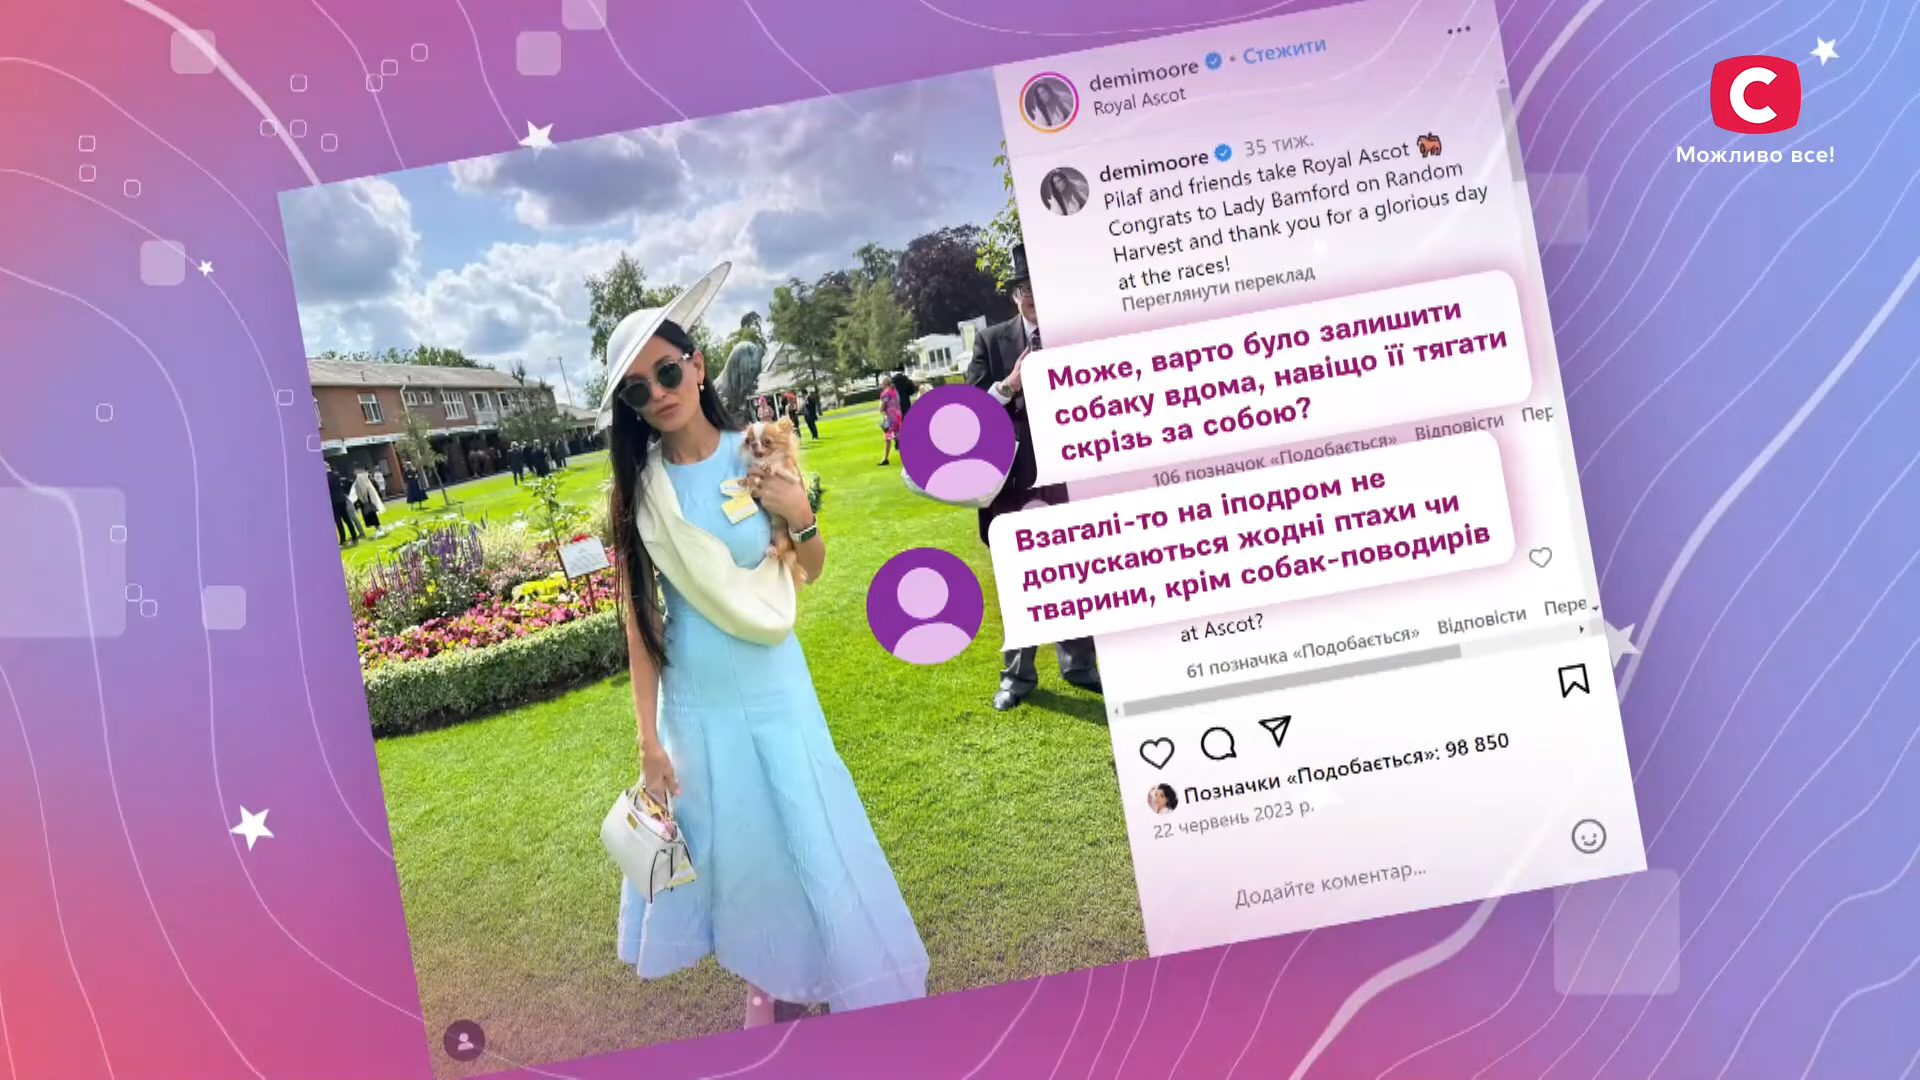 demimoore • Стежити
Royal Ascot
С
Можливо все!
demimoore 35 тиж.
Pilaf and friends take Royal Ascot
Congrats to Lady Bamford on Random
Harvest and thank you for a glorious day
at the races!
Переглянути переклад
Може, варто було залишити
собаку вдома, навіщо її тягати
скрізь за собою?
106 позначок «Подобається» Відповісти Пер
Взагалі-то на іподром не
допускаються жодні птахи чи
тварини, крім собак-поводирів
at Ascot?
61 позначка «Подобається» Відповісти Пере
Позначки «Подобається»: 98 850
22 червень 2023 р.
Додайте коментар...